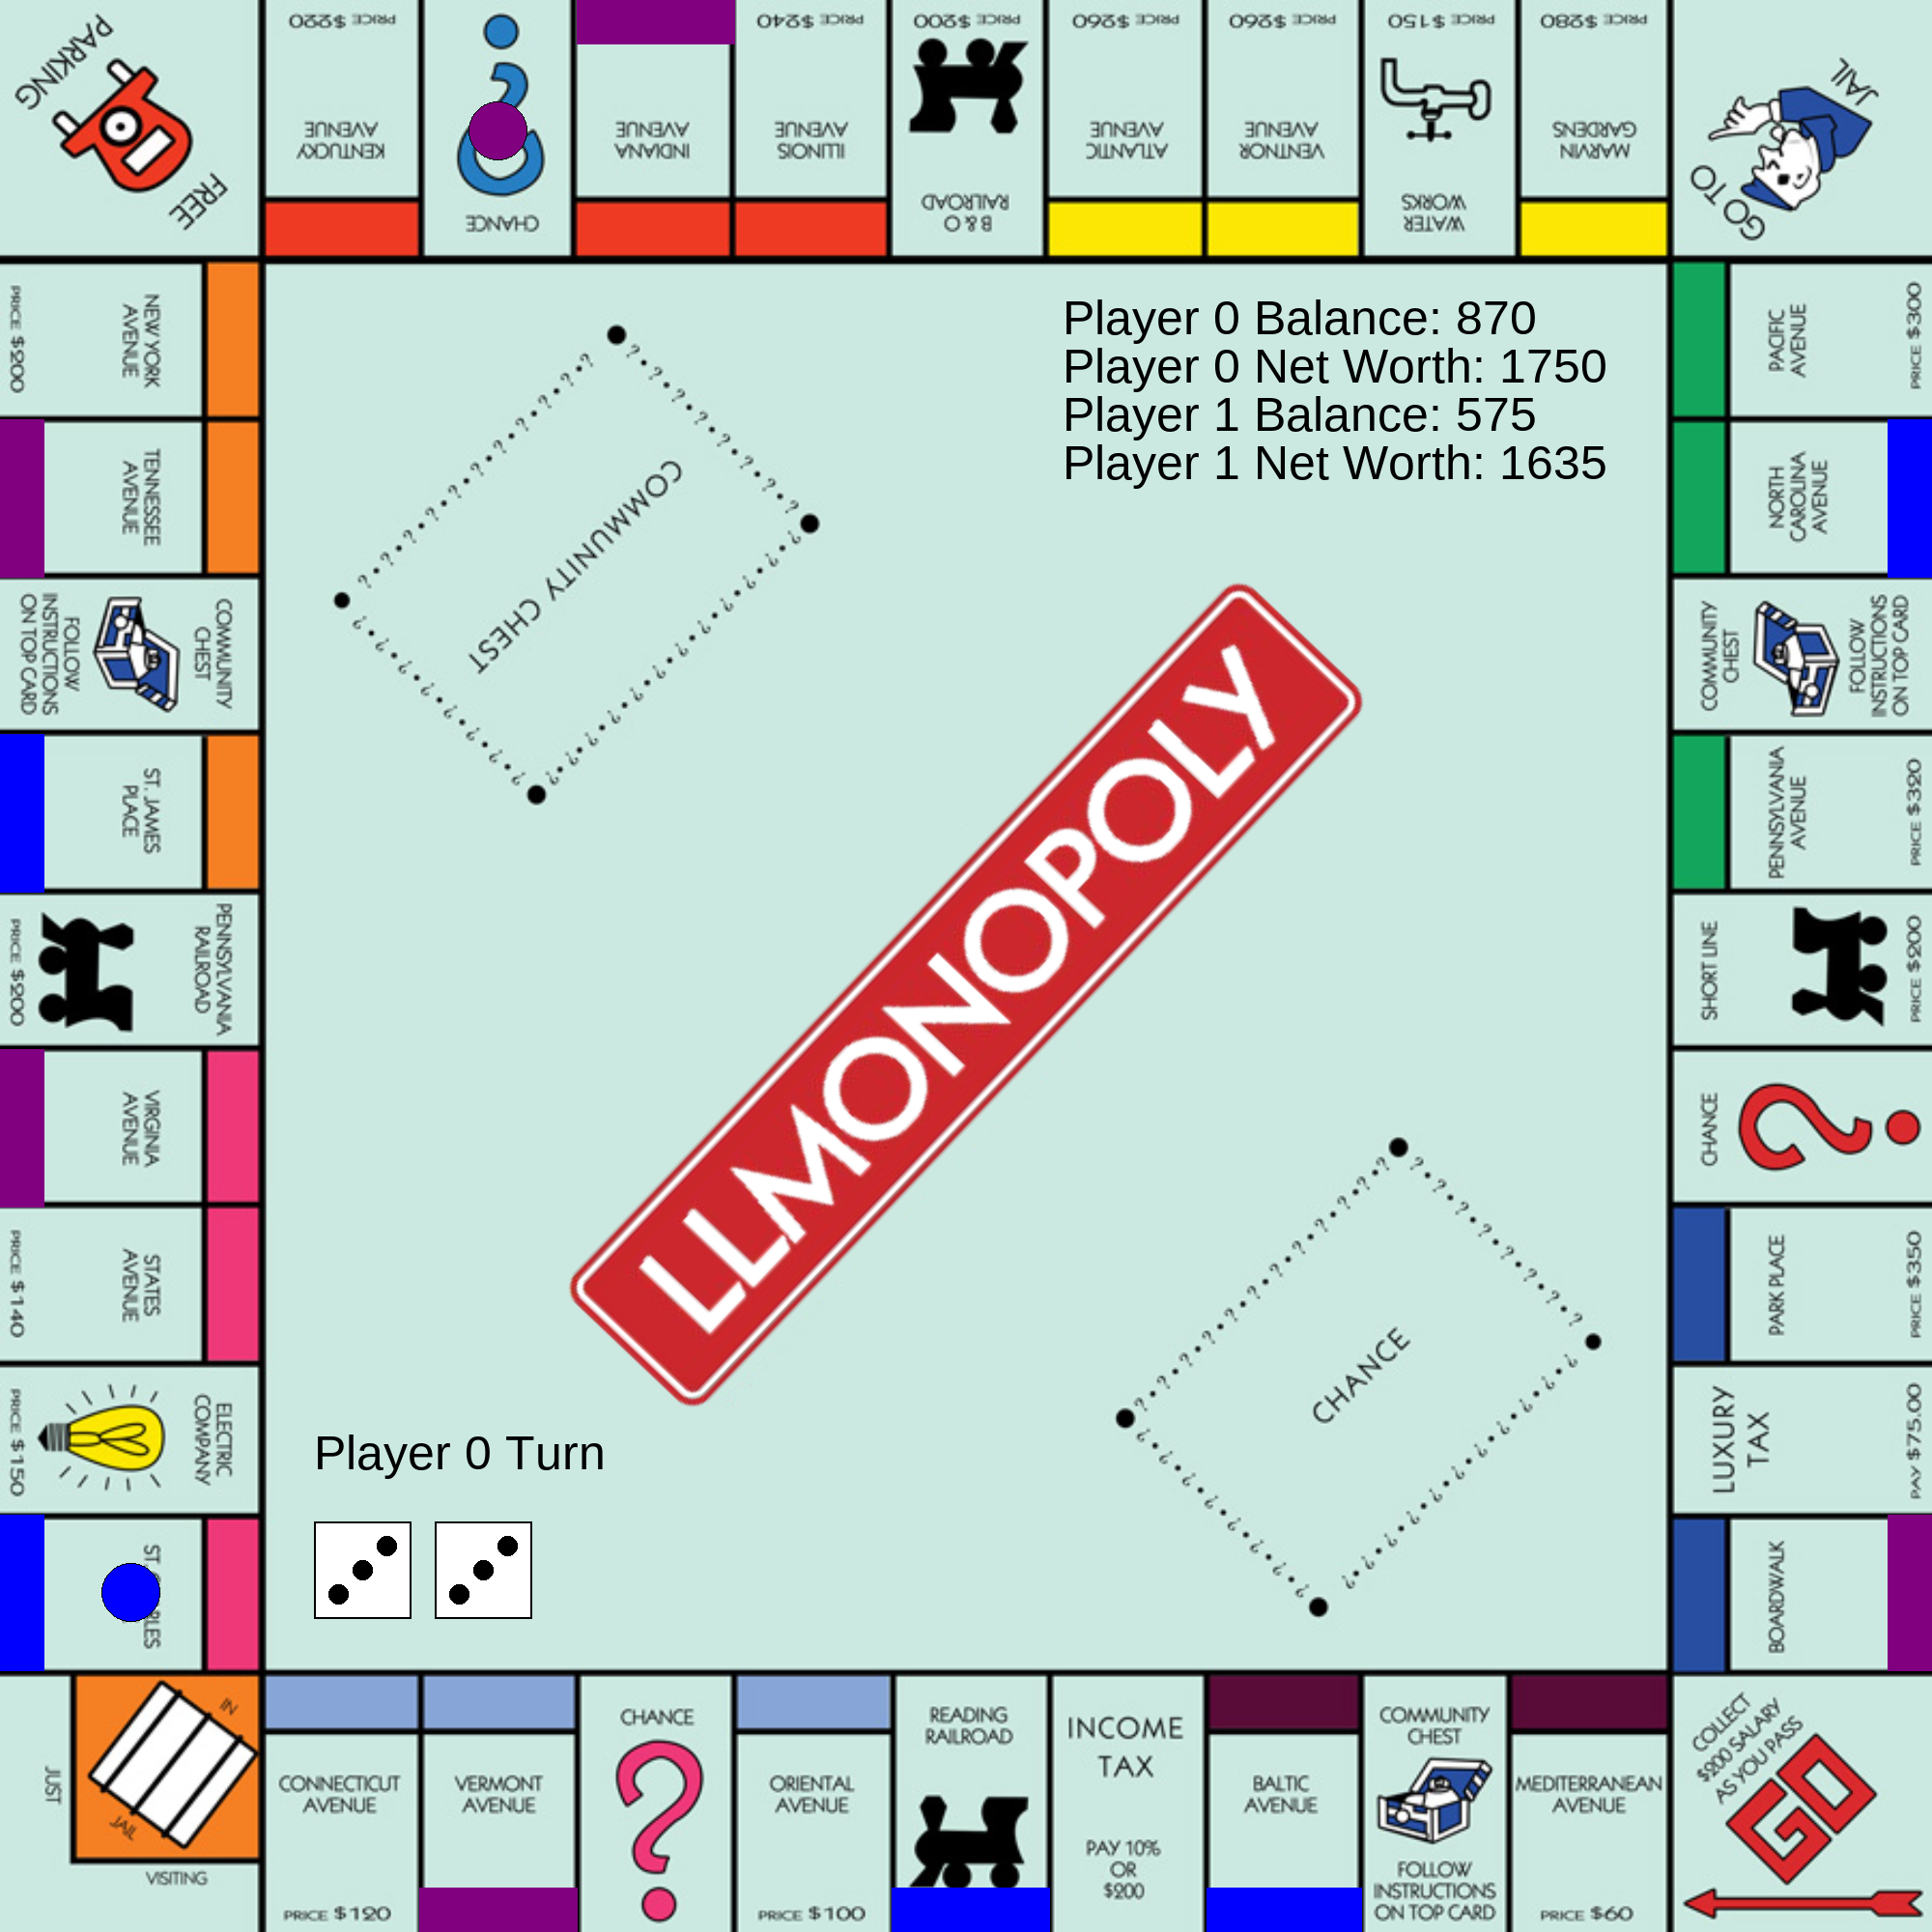 PARKING
FREE
PRICE $220
KENTUCKY
AVENUE
CHANCE
INDIANA
AVENUE
PRICE $240
ILLINOIS
AVENUE
PRICE $200
B & O
RAILROAD
PRICE $260
ATLANTIC
AVENUE
PRICE $260
VENTNOR
AVENUE
PRICE $150
WATER
WORKS
PRICE $280
MARVIN
GARDENS
GO TO
JAIL
NEW YORK
AVENUE
PRICE $200
TENNESSEE
AVENUE
COMMUNITY
CHEST
FOLLOW
INSTRUCTIONS
ON TOP CARD
ST. JAMES
PLACE
PENNSYLVANIA
RAILROAD
PRICE $200
VIRGINIA
AVENUE
STATES
AVENUE
PRICE $140
ELECTRIC
COMPANY
PRICE $150
Player 0 Balance: 870
Player 0 Net Worth: 1750
Player 1 Balance: 575
Player 1 Net Worth: 1635
COMMUNITY CHEST
LLMONOPOLY
CHANCE
Player 0 Turn
PACIFIC
AVENUE
PRICE $300
NORTH
CAROLINA
AVENUE
COMMUNITY
CHEST
FOLLOW
INSTRUCTIONS
ON TOP CARD
PENNSYLVANIA
AVENUE
PRICE $320
SHORT LINE
PRICE $200
CHANCE
PARK PLACE
PRICE $350
LUXURY
TAX
PAY $75.00
BOARDWALK
IN
JAIL
JUST
VISITING
CONNECTICUT
AVENUE
PRICE $120
VERMONT
AVENUE
CHANCE
ORIENTAL
AVENUE
PRICE $100
READING
RAILROAD
INCOME
TAX
PAY 10%
OR
$200
BALTIC
AVENUE
COMMUNITY
CHEST
FOLLOW
INSTRUCTIONS
ON TOP CARD
MEDITERRANEAN
AVENUE
PRICE $60
COLLECT
$200 SALARY
AS YOU PASS
GO